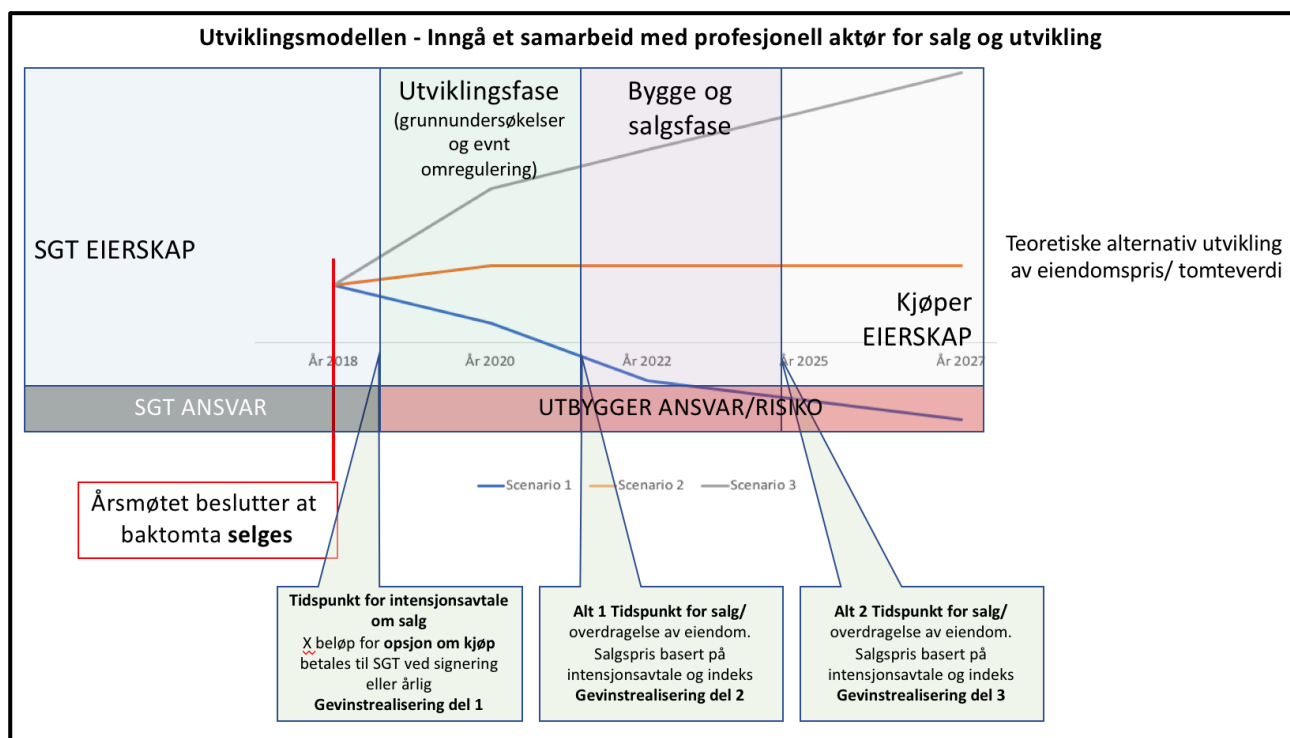 Utviklingsmodellen - Inngå et samarbeid med profesjonell aktør for salg og utvikling
Utviklingsfase
(grunnundersøkelser
og evnt
omregulering)
Bygge og
salgsfase
SGT EIERSKAP
Teoretiske alternativ utvikling
av eiendomspris/ tomteverdi
Kjøper
EIERSKAP
År 2018
År 2020
År 2022
År 2025
År 2027
SGT ANSVAR
UTBYGGER ANSVAR/RISIKO
Scenario 1
Scenario 2
Scenario 3
Årsmøtet beslutter at
baktomta selges
Tidspunkt for intensjonsavtale
om salg
X beløp for opsjon om kjøp
betales til SGT ved signering
eller årlig
Gevinstrealisering del 1
Alt 1 Tidspunkt for salg/
overdragelse av eiendom.
Salgspris basert på
intensjonsavtale og indeks
Gevinstrealisering del 2
Alt 2 Tidspunkt for salg/
overdragelse av eiendom.
Salgspris basert på
intensjonsavtale og indeks
Gevinstrealisering del 3